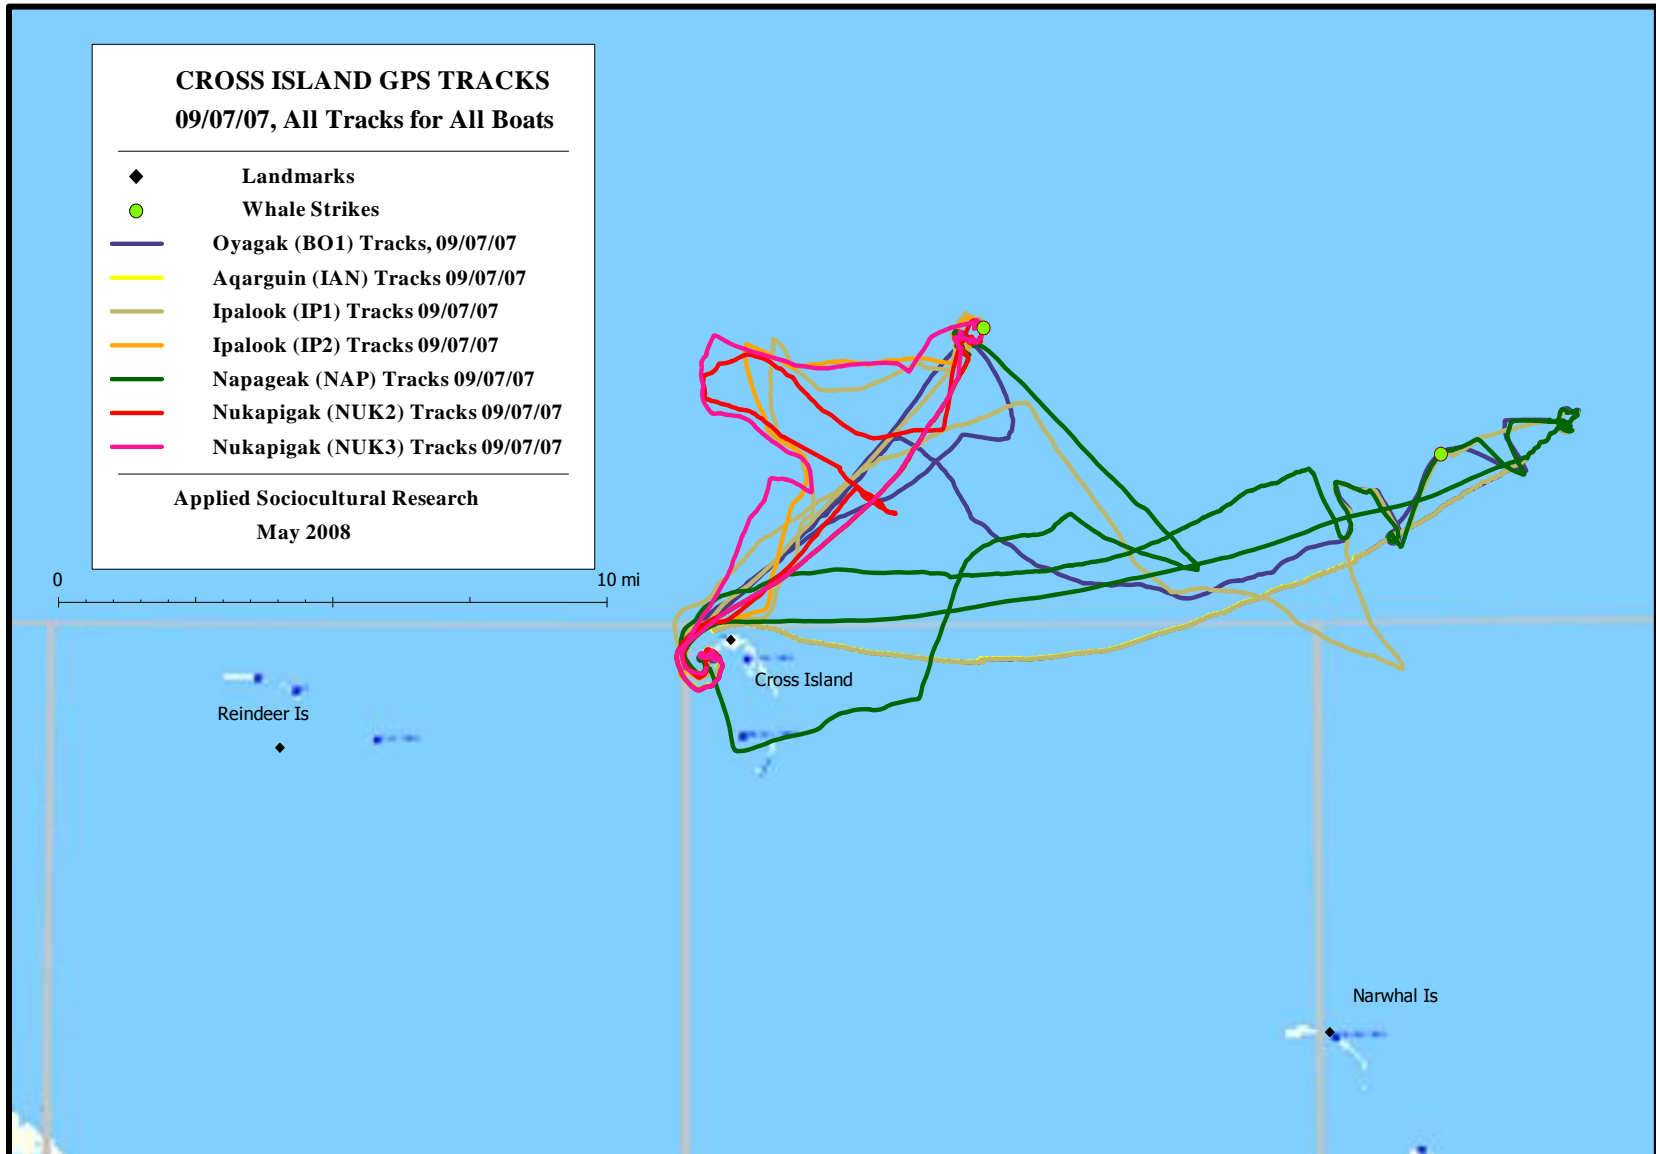 CROSS ISLAND GPS TRACKS
09/07/07, All Tracks for All Boats
Landmarks
Whale Strikes
Oyagak (BO1) Tracks, 09/07/07
Aqarguin (IAN) Tracks 09/07/07
Ipalook (IP1) Tracks 09/07/07
Ipalook (IP2) Tracks 09/07/07
Napageak (NAP) Tracks 09/07/07
Nukapigak (NUK2) Tracks 09/07/07
Nukapigak (NUK3) Tracks 09/07/07
Applied Sociocultural Research
May 2008
0 10 mi
Cross Island
Reindeer Is
Narwhal Is